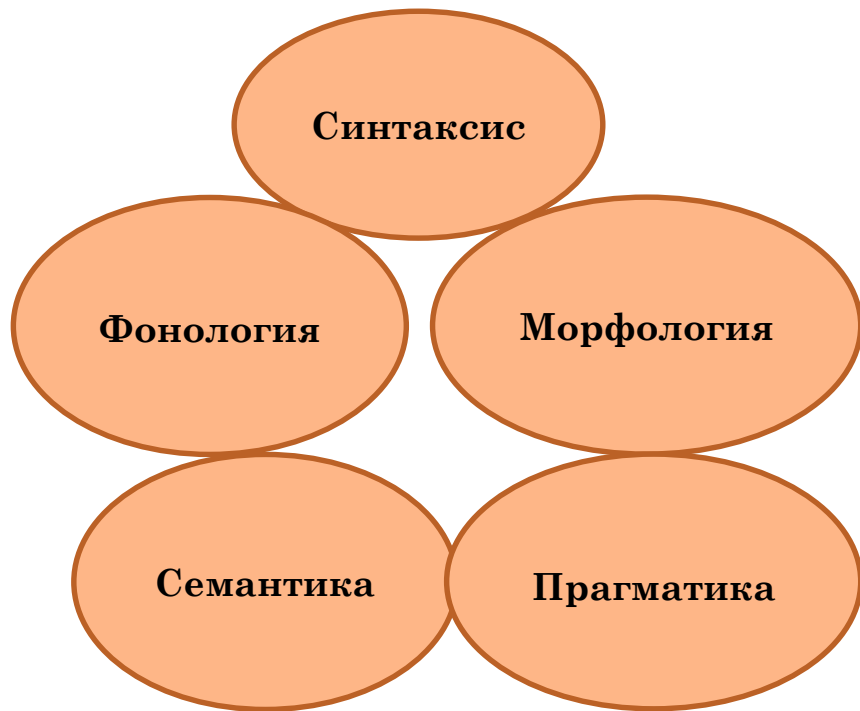 Синтаксис
Фонология
Морфология
Семантика
Прагматика